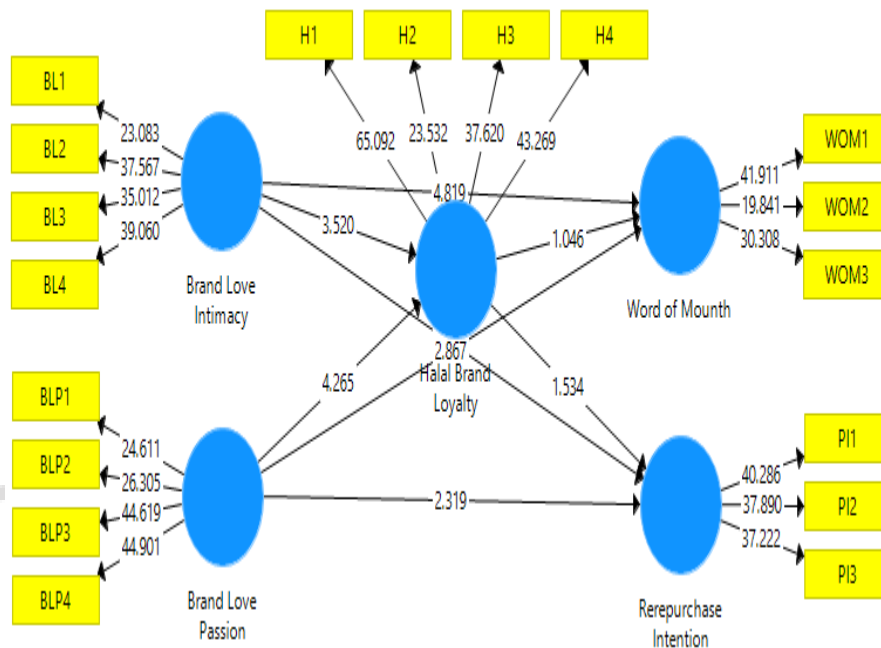 H1
H2
H3
H4
BL1
BL2
BL3
BL4
23.083
37.567
35.012
39.060
65.092
23.532
37.620
43.269
WOM1
WOM2
WOM3
41.911
19.841
30.308
4.819
3.520
1.046
Brand Love
Intimacy
Word of Mounth
2.867
Halal Brand
Loyalty
4.265
1.534
BLP1
BLP2
BLP3
BLP4
24.611
26.305
44.619
44.901
2.319
PI1
PI2
PI3
40.286
37.890
37.222
Brand Love
Passion
Rerepurchase
Intention